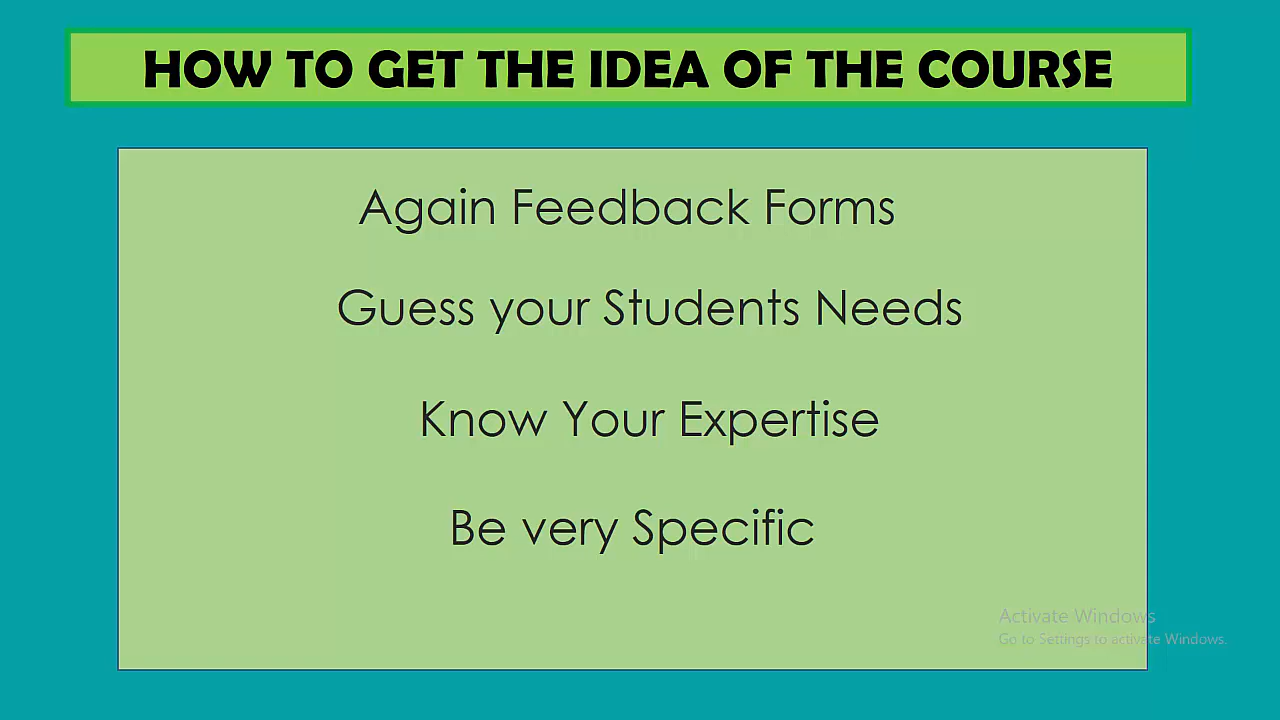 HOW TO GET THE IDEA OF THE COURSE
Again Feedback Forms
Guess your Students Needs
Know Your Expertise
Be very Specific
Activate Windows
Go to Settings to activate Windows.